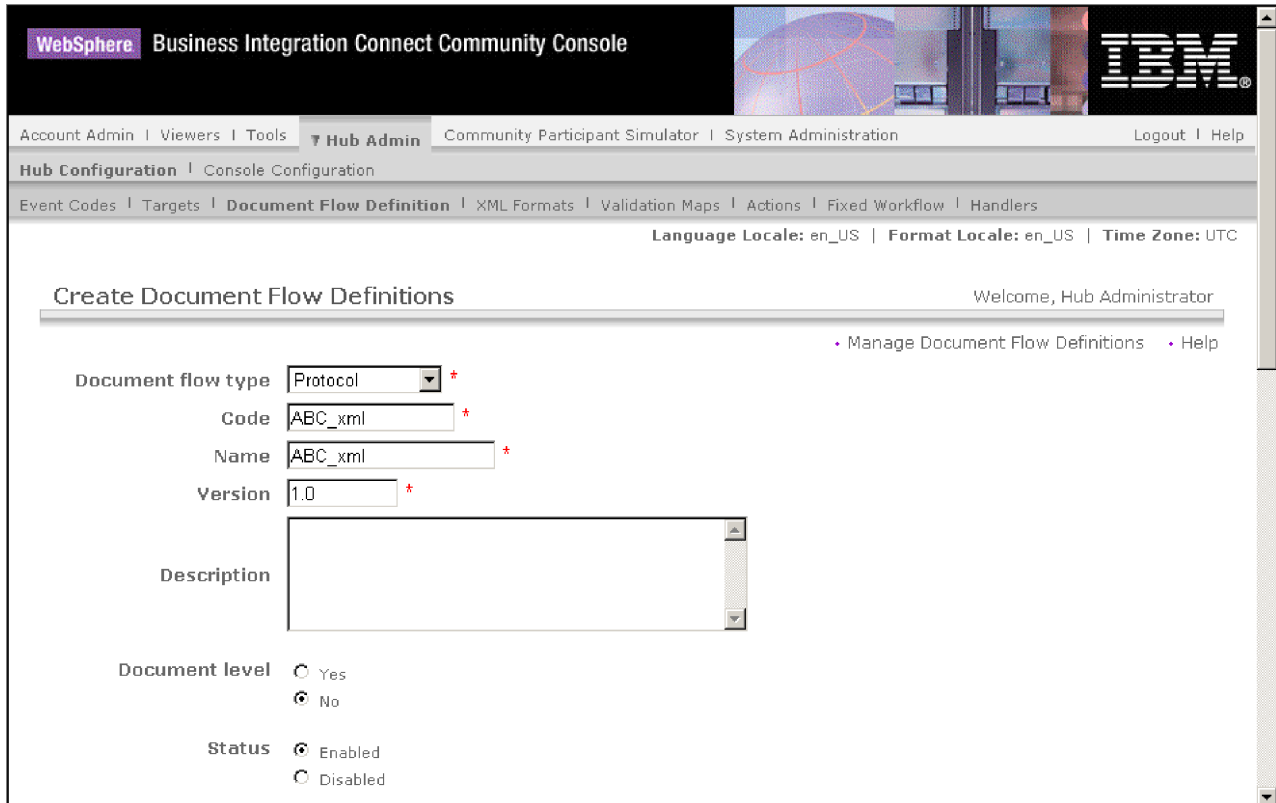 WebSphere Business Integration Connect Community Console
IBM®
Account Admin | Viewers | Tools ▼ Hub Admin Community Participant Simulator | System Administration Logout | Help
Hub Configuration | Console Configuration
Event Codes | Targets | Document Flow Definition | XML Formats | Validation Maps | Actions | Fixed Workflow | Handlers
Language Locale: en_US | Format Locale: en_US | Time Zone: UTC
Create Document Flow Definitions Welcome, Hub Administrator
• Manage Document Flow Definitions • Help
Document flow type Protocol *
Code ABC_xml *
Name ABC_xml *
Version 1.0 *
Description
Document level Yes
No
Status Enabled
Disabled